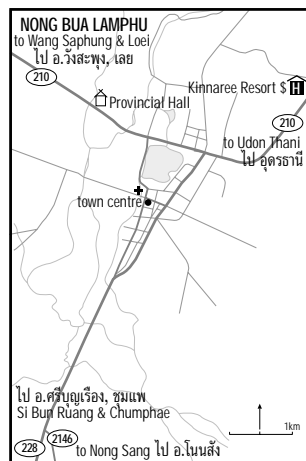 NONG BUA LAMPHU
to Wang Saphung & Loei
ไป อ.วังสะพุง, เลย
210
Provincial Hall
Kinnaree Resort $ H
210
to Udon Thani
ไป อุดรธานี
town centre
ไป อ.ศรีบุญเรือง, ชุมแพ
Si Bun Ruang & Chumphae
228
2146
to Nong Sang ไป อ.โนนสัง
1km